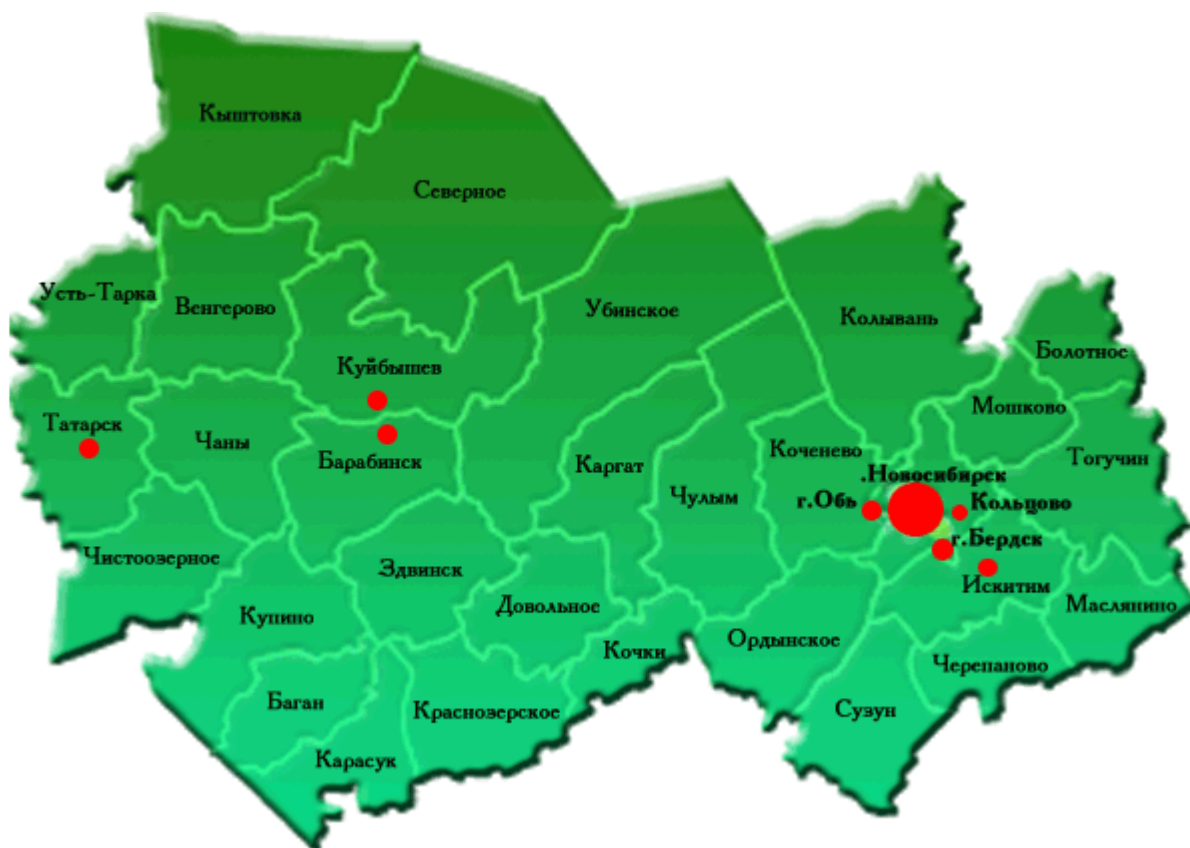 Кыштовка
Северное
Усть-Тарка
Венгерово
Убинское
Колывань
Болотное
Куйбышев
Мошково
Татарск
Чаны
Барабинск
Каргат
Коченево
Тогучин
.Новосибирск
Чулым
г.Обь
Кольцово
г.Бердск
Чистоозерное
Здвинск
Искитим
Купино
Довольное
Маслянино
Ордынское
Кочки
Черепаново
Баган
Краснозерское
Сузун
Карасук